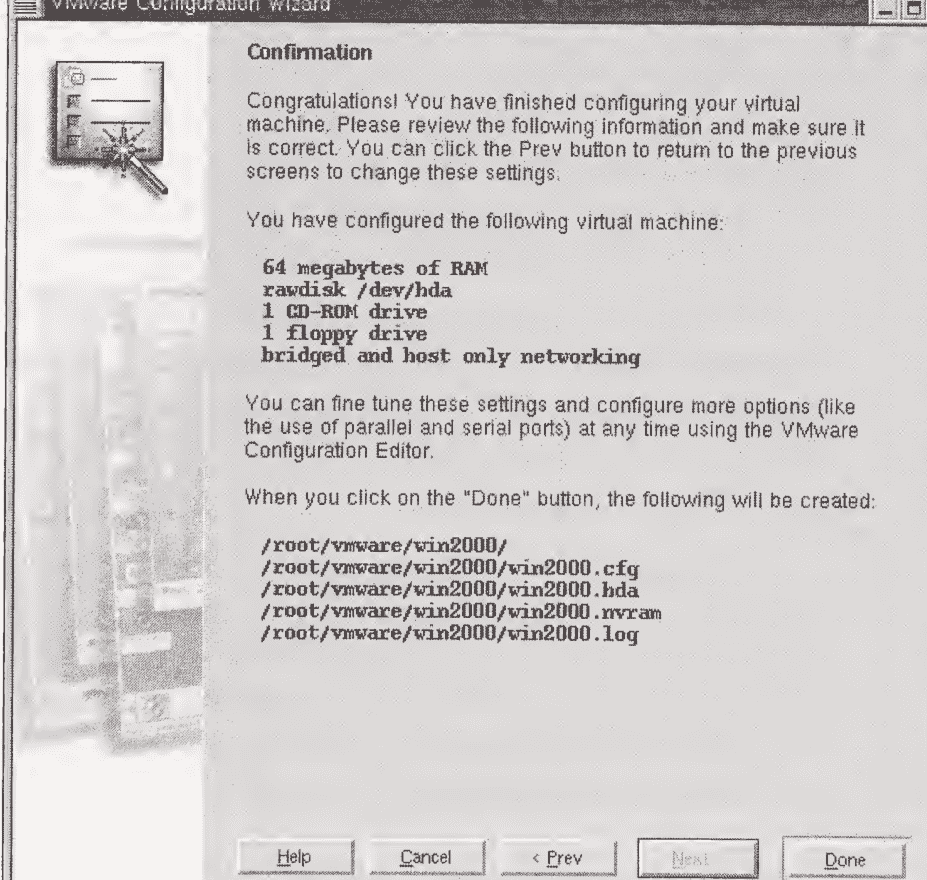 VMware Configuration Wizard
Confirmation
Congratulations! You have finished configuring your virtual
machine. Please review the following information and make sure it
is correct. You can click the Prev button to return to the previous
screens to change these settings.
You have configured the following virtual machine:
64 megabytes of RAM
rawdisk /dev/hda
1 CD-ROM drive
1 floppy drive
bridged and host only networking
You can fine tune these settings and configure more options (like
the use of parallel and serial ports) at any time using the VMware
Configuration Editor.
When you click on the "Done" button, the following will be created:
/root/vmware/win2000/
/root/vmware/win2000/win2000.cfg
/root/vmware/win2000/win2000.hda
/root/vmware/win2000/win2000.nvram
/root/vmware/win2000/win2000.log
Help Cancel < Prev Next Done